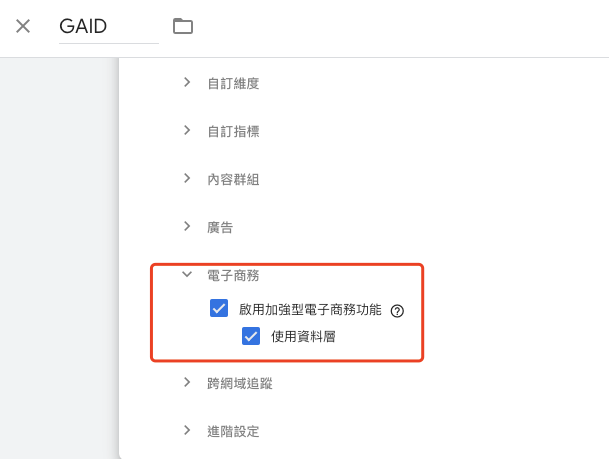 GAID
自訂維度
自訂指標
內容群組
廣告
電子商務
啟用加強型電子商務功能
使用資料層
跨網域追蹤
進階設定